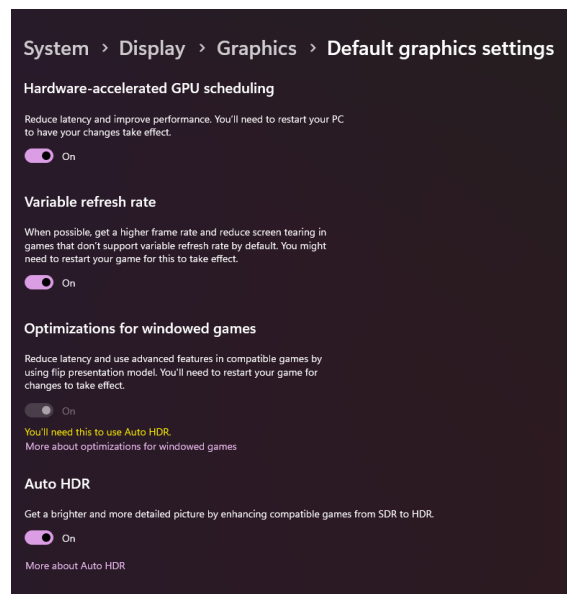 System > Display > Graphics > Default graphics settings
Hardware-accelerated GPU scheduling
Reduce latency and improve performance. You'll need to restart your PC
to have your changes take effect.
On
Variable refresh rate
When possible, get a higher frame rate and reduce screen tearing in
games that don't support variable refresh rate by default. You might
need to restart your game for this to take effect.
On
Optimizations for windowed games
Reduce latency and use advanced features in compatible games by
using flip presentation model. You'll need to restart your game for
changes to take effect.
On
You'll need this to use Auto HDR.
More about optimizations for windowed games
Auto HDR
Get a brighter and more detailed picture by enhancing compatible games from SDR to HDR.
On
More about Auto HDR